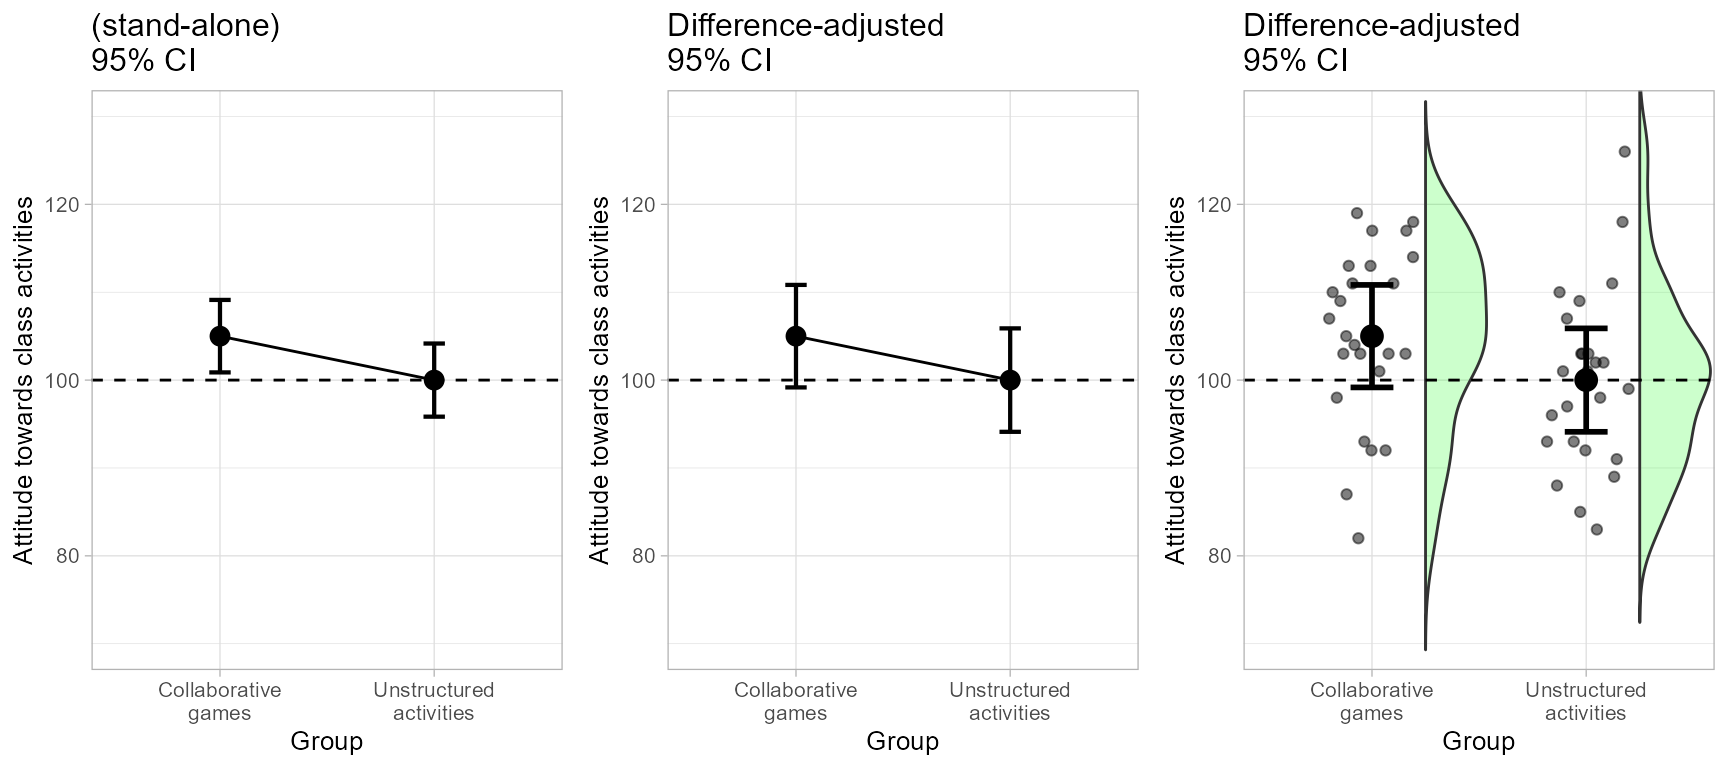 (stand-alone)
95% CI
Attitude towards class activities
120
100
80
Collaborative
games
Unstructured
activities
Group
Difference-adjusted
95% CI
Attitude towards class activities
120
100
80
Collaborative
games
Unstructured
activities
Group
Difference-adjusted
95% CI
Attitude towards class activities
120
100
80
Collaborative
games
Unstructured
activities
Group